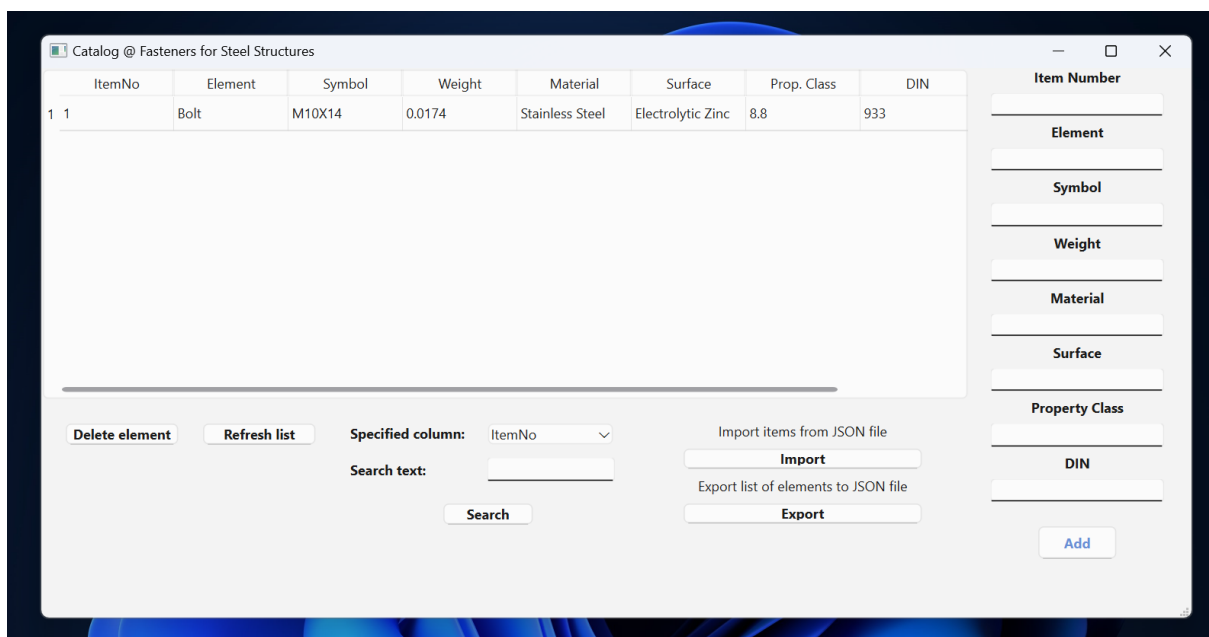 Catalog @ Fasteners for Steel Structures
ItemNo Element Symbol Weight Material Surface Prop. Class DIN
1 1 Bolt M10X14 0.0174 Stainless Steel Electrolytic Zinc 8.8 933
Item Number
Element
Symbol
Weight
Material
Surface
Property Class
DIN
Add
Delete element Refresh list Specified column: ItemNo
Search text:
Search
Import items from JSON file
Import
Export list of elements to JSON file
Export